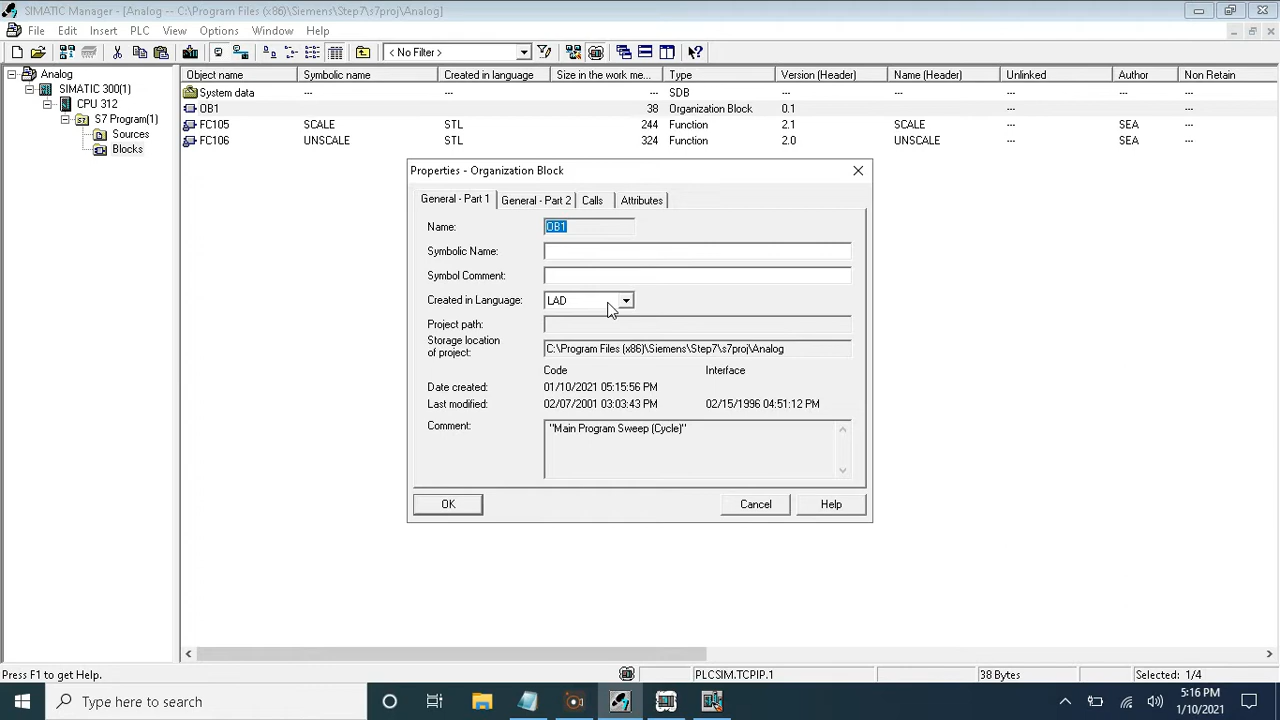 SIMATIC Manager - [Analog -- C:\Program Files (x86)\Siemens\Step7\s7proj\Analog]
File Edit Insert PLC View Options Window Help
< No Filter >
Analog
SIMATIC 300(1)
CPU 312
S7 Program(1)
Sources
Blocks
Object name Symbolic name Created in language Size in the work me... Type Version (Header) Name (Header) Unlinked Author Non Retain
System data --- --- --- SDB --- --- --- --- ---
OB1 38 Organization Block 0.1 --- ---
FC105 SCALE STL 244 Function 2.1 SCALE --- SEA ---
FC106 UNSCALE STL 324 Function 2.0 UNSCALE --- SEA ---
Properties - Organization Block
General - Part 1 General - Part 2 Calls Attributes
Name: OB1
Symbolic Name:
Symbol Comment:
Created in Language: LAD
Project path:
Storage location
of project: C:\Program Files (x86)\Siemens\Step7\s7proj\Analog
Code Interface
Date created: 01/10/2021 05:15:56 PM
Last modified: 02/07/2001 03:03:43 PM 02/15/1996 04:51:12 PM
Comment: "Main Program Sweep (Cycle)"
OK Cancel Help
Press F1 to get Help. PLCSIM.TCPIP.1 38 Bytes Selected: 1/4
Type here to search
5:16 PM
1/10/2021